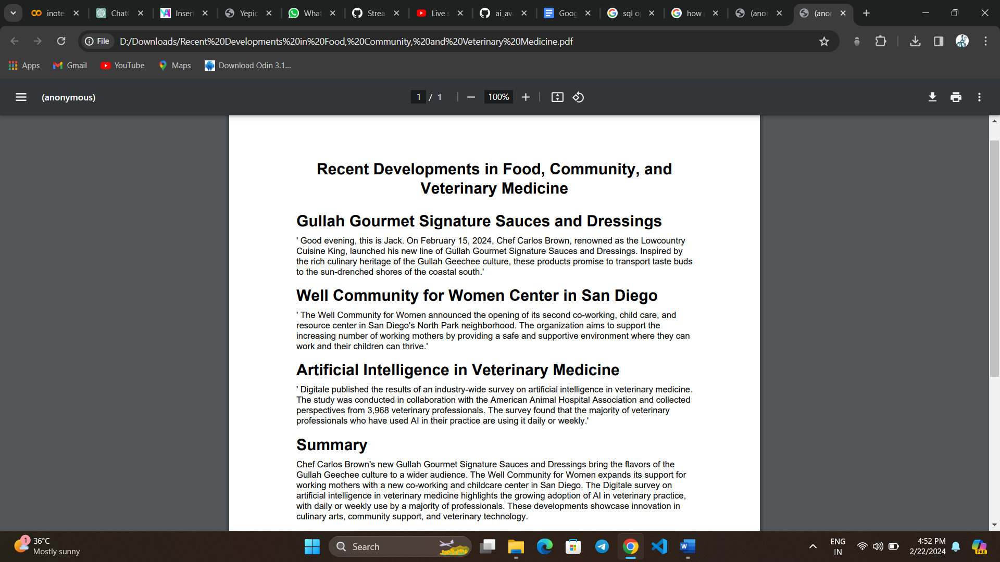 inote
Chat
Insert
Yepic
What
Strea
Live s
ai_av
Goog
sql o
how
(anor
(anor
File
D:/Downloads/Recent%20Developments%20in%20Food,%20Community,%20and%20Veterinary%20Medicine.pdf
Apps
Gmail
YouTube
Maps
Download Odin 3.1...
(anonymous)
1 / 1
100%
Recent Developments in Food, Community, and
Veterinary Medicine
Gullah Gourmet Signature Sauces and Dressings
' Good evening, this is Jack. On February 15, 2024, Chef Carlos Brown, renowned as the Lowcountry
Cuisine King, launched his new line of Gullah Gourmet Signature Sauces and Dressings. Inspired by
the rich culinary heritage of the Gullah Geechee culture, these products promise to transport taste buds
to the sun-drenched shores of the coastal south.'
Well Community for Women Center in San Diego
' The Well Community for Women announced the opening of its second co-working, child care, and
resource center in San Diego's North Park neighborhood. The organization aims to support the
increasing number of working mothers by providing a safe and supportive environment where they can
work and their children can thrive.'
Artificial Intelligence in Veterinary Medicine
' Digitale published the results of an industry-wide survey on artificial intelligence in veterinary medicine.
The study was conducted in collaboration with the American Animal Hospital Association and collected
perspectives from 3,968 veterinary professionals. The survey found that the majority of veterinary
professionals who have used AI in their practice are using it daily or weekly.'
Summary
Chef Carlos Brown's new Gullah Gourmet Signature Sauces and Dressings bring the flavors of the
Gullah Geechee culture to a wider audience. The Well Community for Women expands its support for
working mothers with a new co-working and childcare center in San Diego. The Digitale survey on
artificial intelligence in veterinary medicine highlights the growing adoption of AI in veterinary practice,
with daily or weekly use by a majority of professionals. These developments showcase innovation in
culinary arts, community support, and veterinary technology.
1
36°C
Mostly sunny
Search
W
ENG
IN
4:52 PM
2/22/2024
PRE